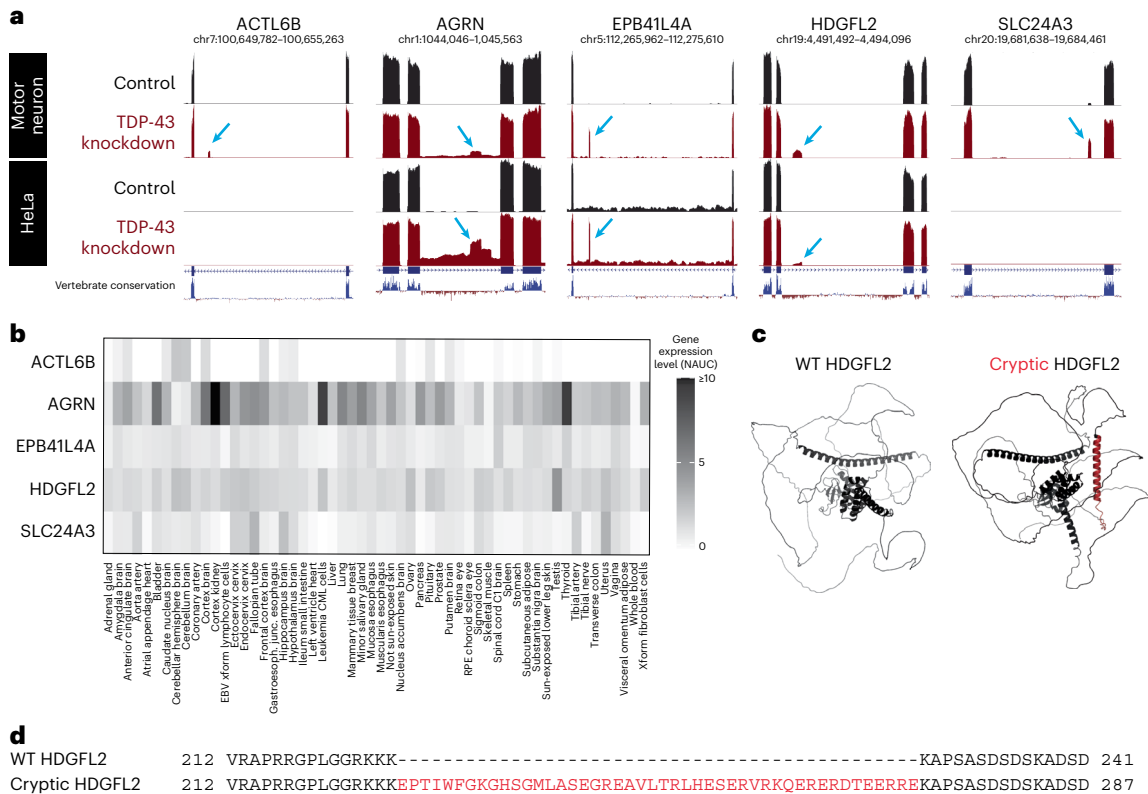 a
ACTL6B
chr7:100,649,782–100,655,263
AGRN
chr1:1044,046–1,045,563
EPB41L4A
chr5:112,265,962–112,275,610
HDGFL2
chr19:4,491,492–4,494,096
SLC24A3
chr20:19,681,638–19,684,461
Motor
neuron
Control
TDP-43
knockdown
HeLa
Control
TDP-43
knockdown
Vertebrate conservation
b
ACTL6B
AGRN
EPB41L4A
HDGFL2
SLC24A3
Gene
expression
level (NAUC)
≥10
5
0
Adrenal gland
Amygdala brain
Anterior cingulate brain
Aorta artery
Atrial appendage heart
Bladder
Caudate nucleus brain
Cerebellar hemisphere brain
Cerebellum brain
Coronary artery
Cortex brain
Cortex kidney
EBV xform lymphocyte cells
Ectocervix cervix
Endocervix cervix
Fallopian tube
Frontal cortex brain
Gastroesoph. junc. esophagus
Hippocampus brain
Hypothalamus brain
Ileum small intestine
Left ventricle heart
Leukemia CML cells
Liver
Lung
Mammary tissue breast
Minor salivary gland
Mucosa esophagus
Muscularis esophagus
Not sun-exposed skin
Nucleus accumbens brain
Ovary
Pancreas
Pituitary
Prostate
Putamen brain
Retina eye
RPE choroid sclera eye
Sigmoid colon
Skeletal muscle
Spinal cord C1 brain
Spleen
Stomach
Subcutaneous adipose
Substantia nigra brain
Sun-exposed lower leg skin
Testis
Thyroid
Tibial artery
Tibial nerve
Transverse colon
Uterus
Vagina
Visceral omentum adipose
Whole blood
Xform fibroblast cells
c
WT HDGFL2
Cryptic HDGFL2
d
WT HDGFL2 212 VRAPRRGPLGGRKKK----------------------------------------------KAPSASDSDSKADSD 241
Cryptic HDGFL2 212 VRAPRRGPLGGRKKKEPTIWFGKGHSGMLASEGREAVLTRLHESERVRKQERERDTEERRREKAPSASDSDSKADSD 287